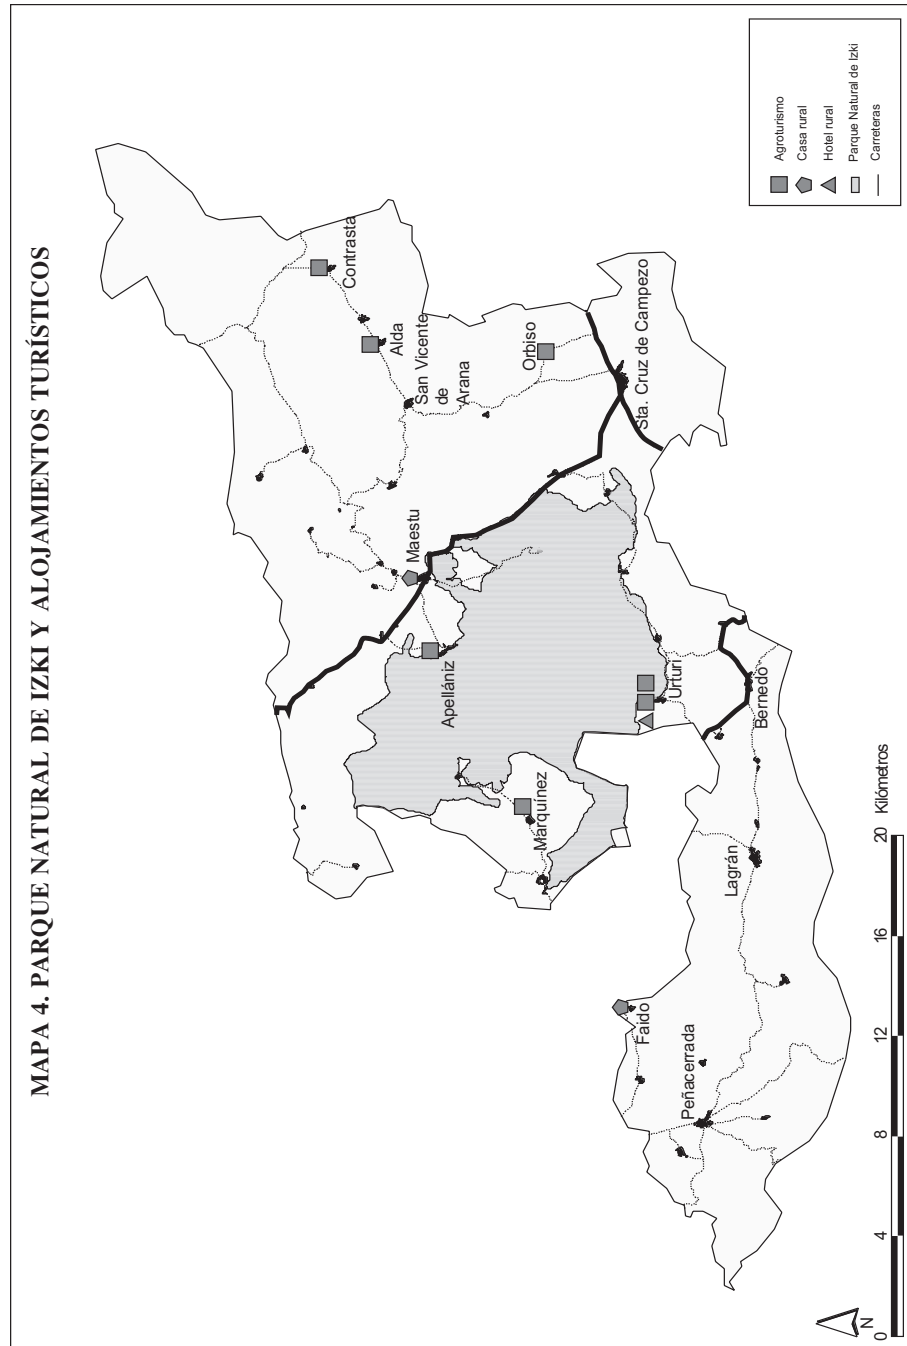 MAPA 4. PARQUE NATURAL DE IZKI Y ALOJAMIENTOS TURÍSTICOS
Contrasta
Alda
San Vicente
de
Arana
Orbiso
Sta. Cruz de Campezo
Maestu
Apellániz
Urturi
Bernedo
Marquínez
Lagrán
Faido
Peñacerrada
Agroturismo
Casa rural
Hotel rural
Parque Natural de Izki
Carreteras
N
0 4 8 12 16 20 Kilómetros